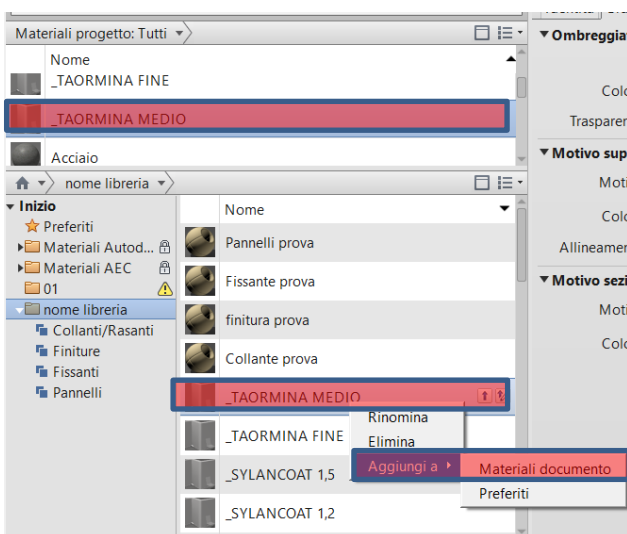 Identità
Materiali progetto: Tutti
Ombreggia
Nome
_TAORMINA FINE
Colo
_TAORMINA MEDIO
Trasparen
Acciaio
Motivo sup
nome libreria
Moti
Inizio
Nome
Colo
Preferiti
Materiali Autod...
Pannelli prova
Allineamen
Materiali AEC
01
Fissante prova
Motivo sezi
nome libreria
finitura prova
Moti
Collanti/Rasanti
Colo
Finiture
Collante prova
Fissanti
Pannelli
_TAORMINA MEDIO
Rinomina
_TAORMINA FINE
Elimina
Aggiungi a
Materiali documento
_SYLANCOAT 1,5
Preferiti
_SYLANCOAT 1,2